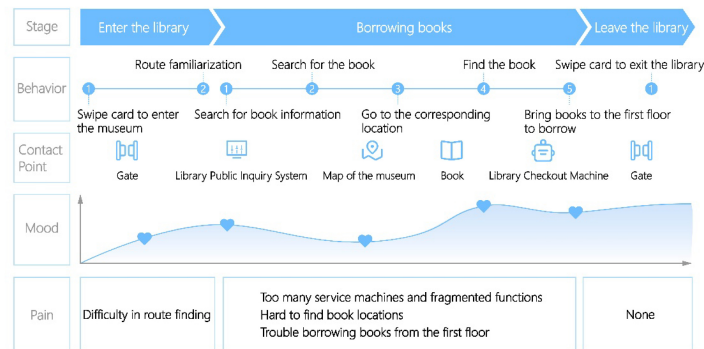 Stage
Enter the library
Borrowing books
Leave the library
Behavior
Route familiarization
Search for the book
Find the book
Swipe card to exit the library
1
2
1
2
3
4
5
1
Swipe card to enter
the museum
Search for book information
Go to the corresponding
location
Bring books to the first floor
to borrow
Contact
Point
Gate
Library Public Inquiry System
Map of the museum
Book
Library Checkout Machine
Gate
Mood
Pain
Difficulty in route finding
Too many service machines and fragmented functions
Hard to find book locations
Trouble borrowing books from the first floor
None